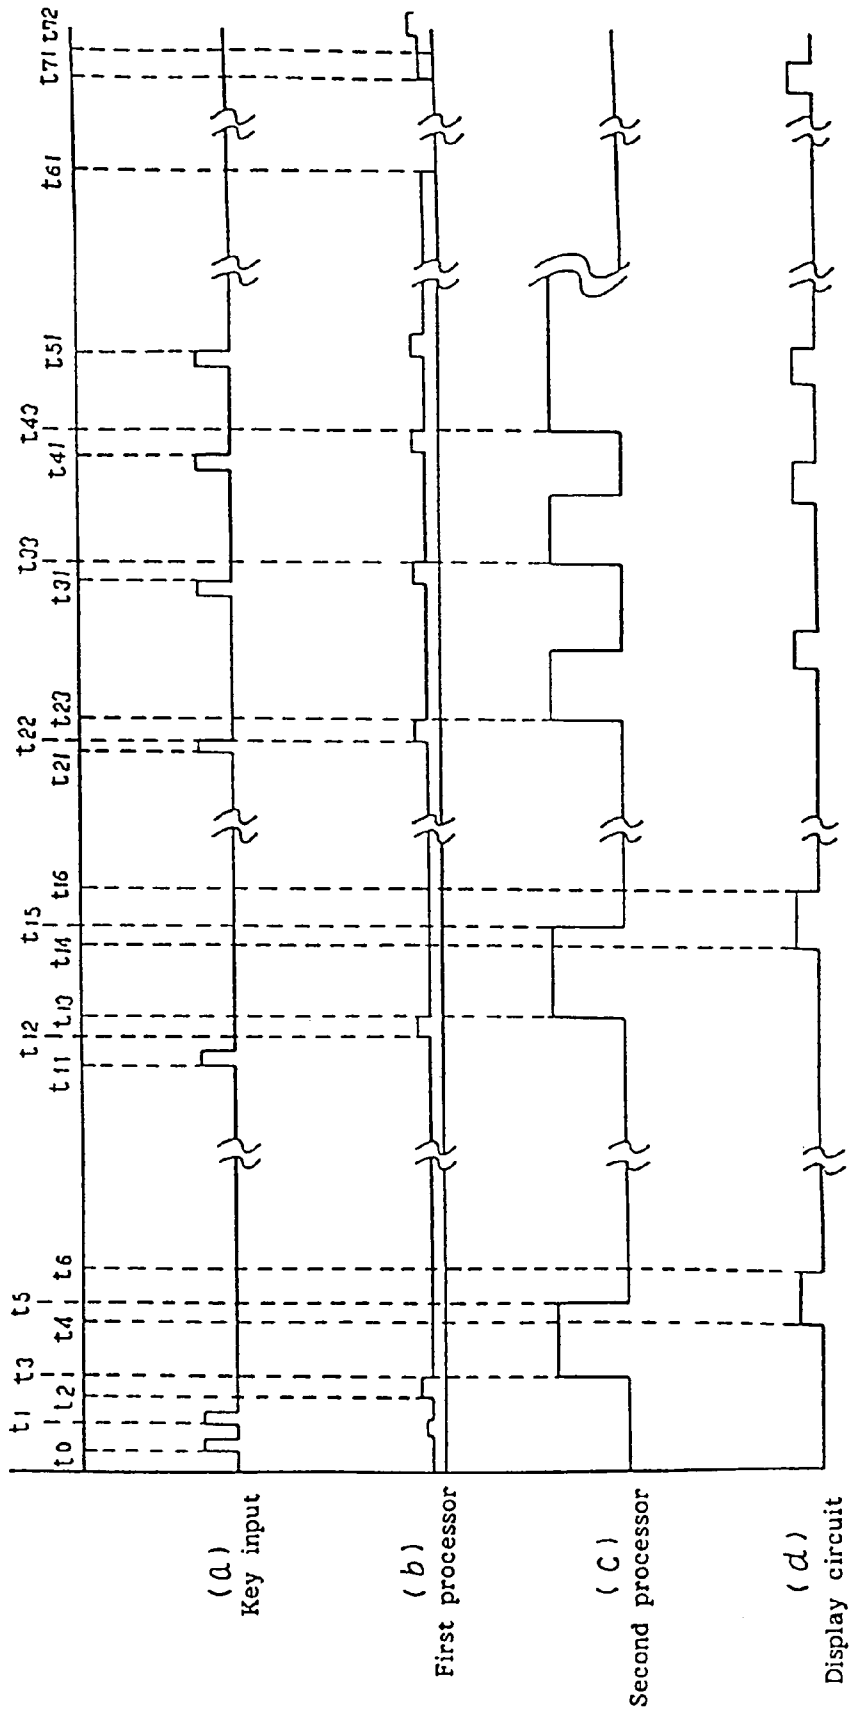 t1 t3 t5 t12 t15 t22 t33 t43
t0 t2 t4 t6 t11 t13 t14 t16 t21 t23 t31 t41 t51 t61 t71 t72
(a)
Key input
(b)
First processor
(c)
Second processor
(d)
Display circuit